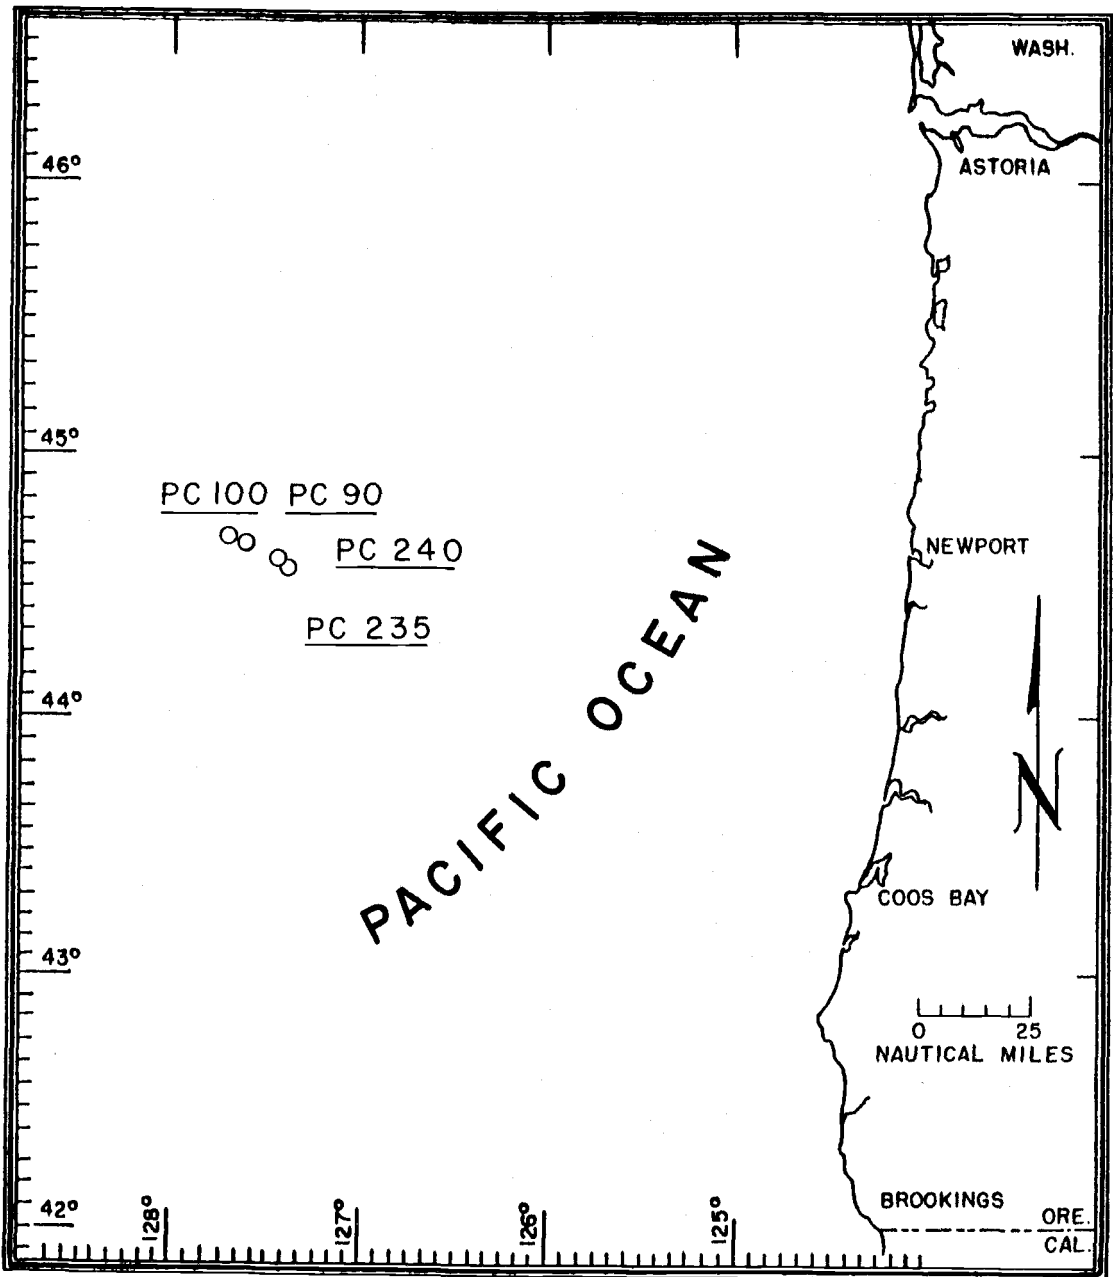 WASH.
46°
ASTORIA
45°
PC 100 PC 90
PC 240
NEWPORT
PC 235
44°
PACIFIC OCEAN
N
COOS BAY
43°
0 25
NAUTICAL MILES
BROOKINGS
42°
ORE.
CAL.
128° 127° 126° 125°